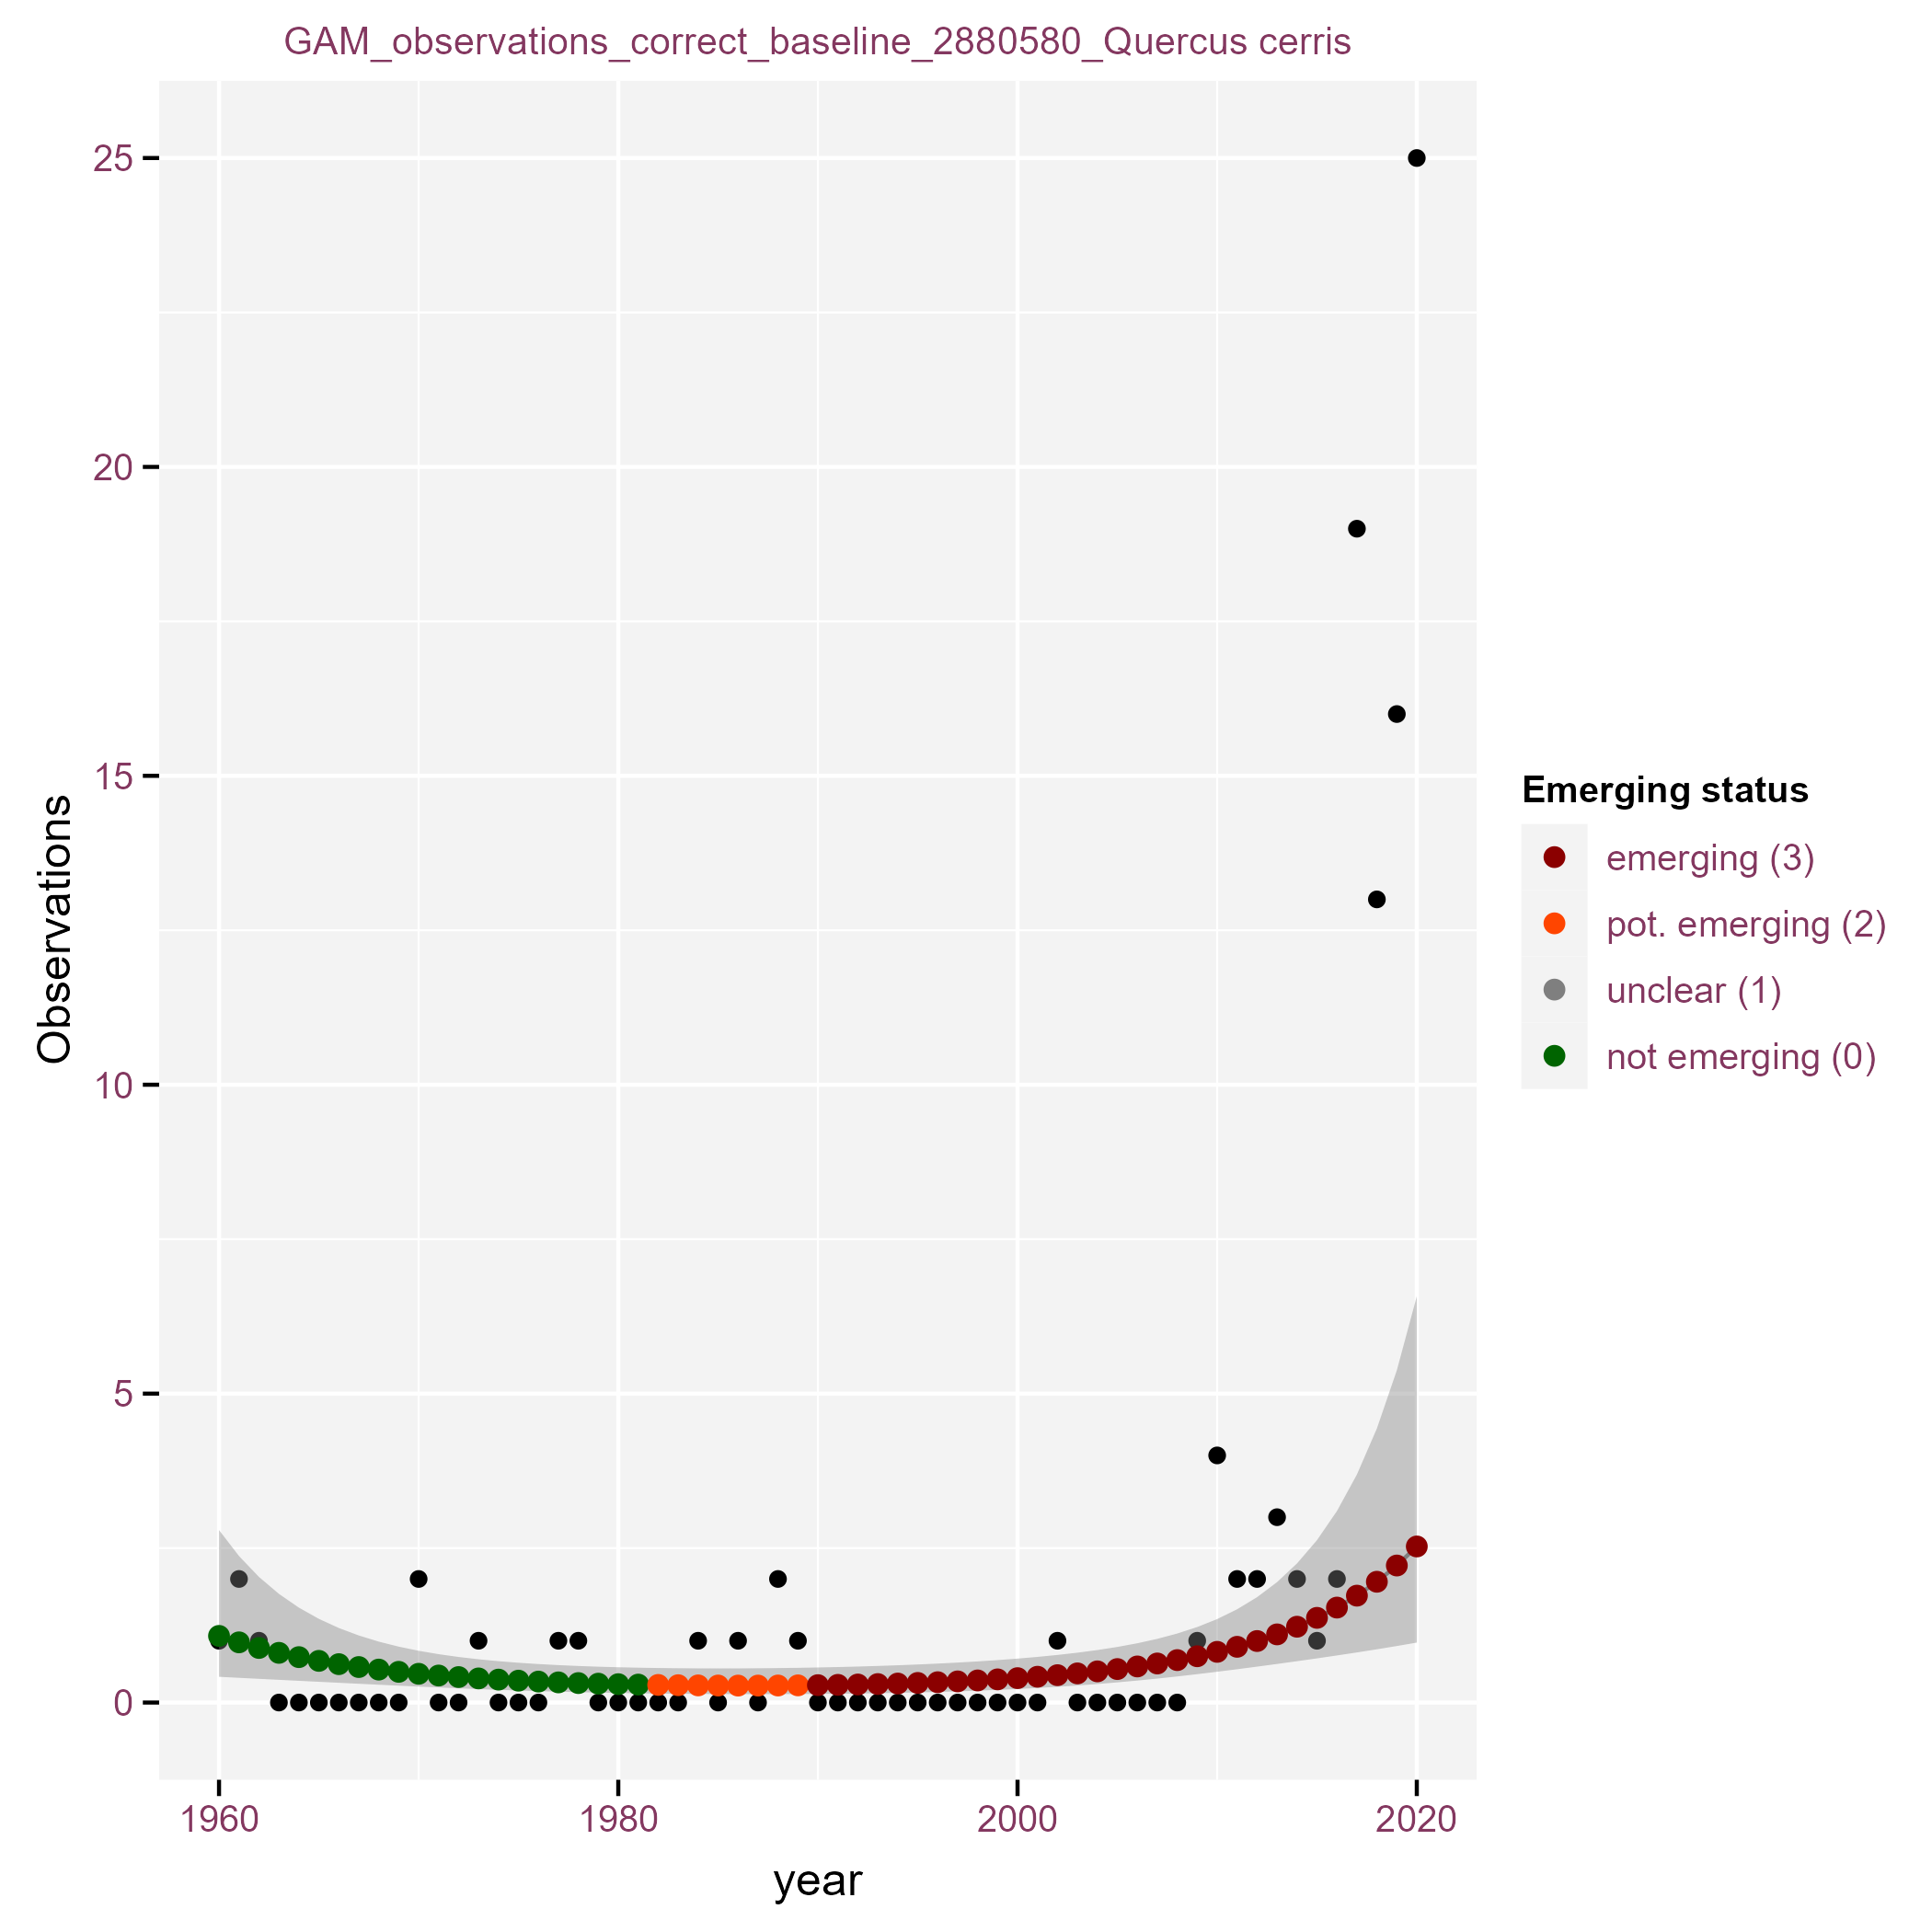 GAM_observations_correct_baseline_2880580_Quercus cerris
25
20
15
10
5
0
Observations
1960 1980 2000 2020
year
Emerging status
emerging (3)
pot. emerging (2)
unclear (1)
not emerging (0)